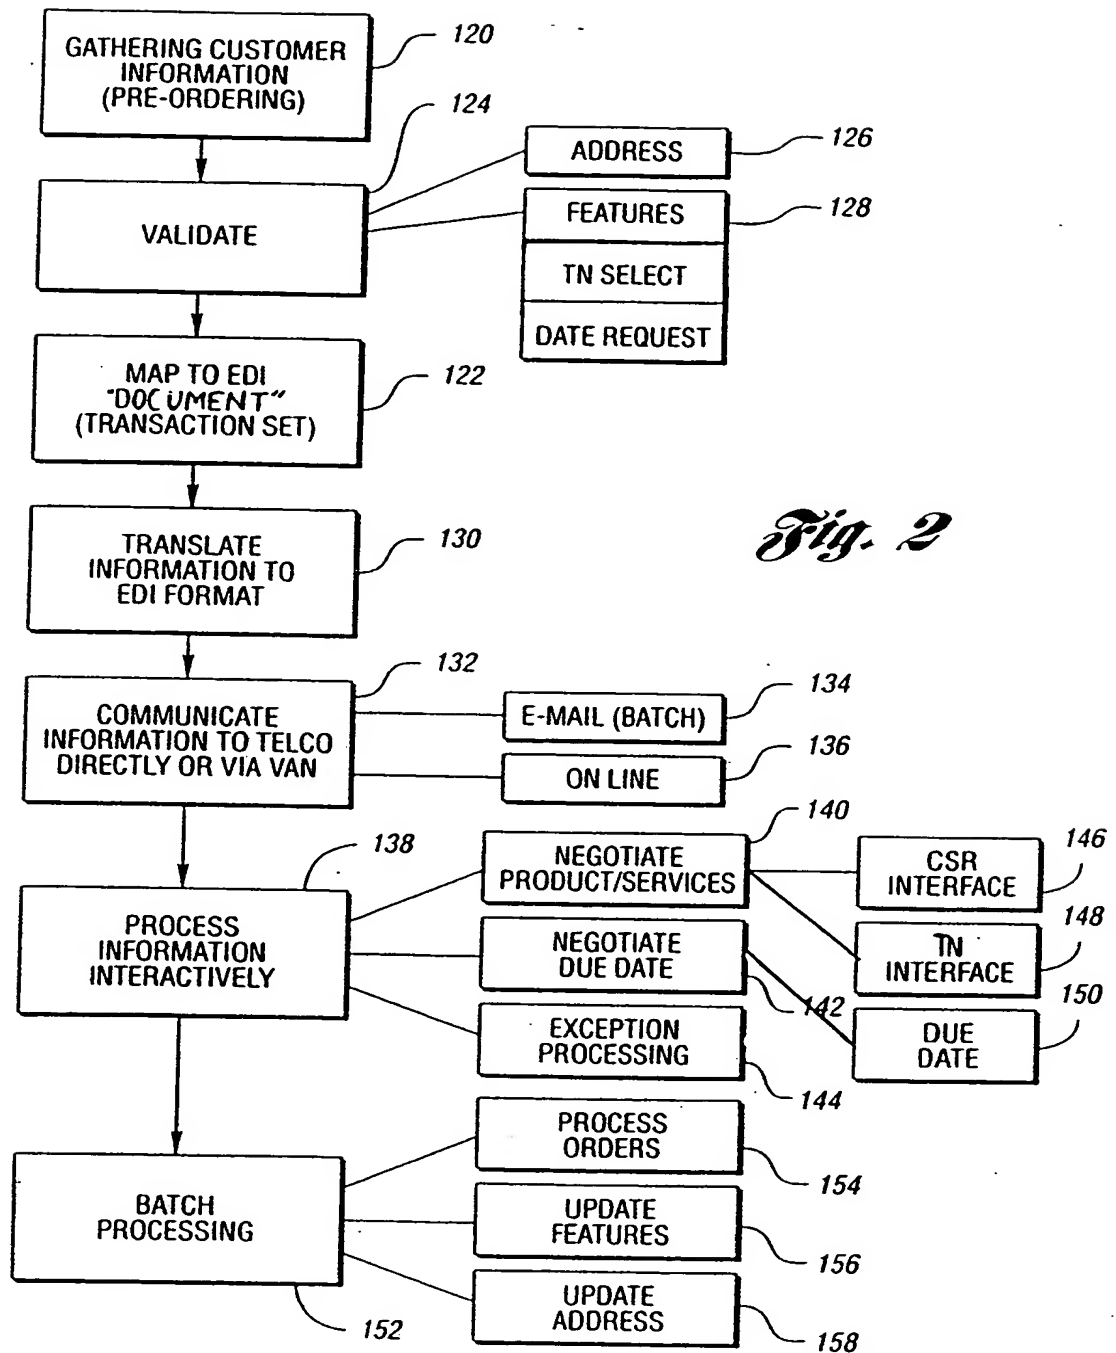 GATHERING CUSTOMER
INFORMATION
(PRE-ORDERING)
120
124
VALIDATE
ADDRESS
126
FEATURES
128
TN SELECT
DATE REQUEST
MAP TO EDI
"DOCUMENT"
(TRANSACTION SET)
122
TRANSLATE
INFORMATION TO
EDI FORMAT
130
Fig. 2
COMMUNICATE
INFORMATION TO TELCO
DIRECTLY OR VIA VAN
132
E-MAIL (BATCH)
134
ON LINE
136
PROCESS
INFORMATION
INTERACTIVELY
138
NEGOTIATE
PRODUCT/SERVICES
140
CSR
INTERFACE
146
NEGOTIATE
DUE DATE
142
TN
INTERFACE
148
EXCEPTION
PROCESSING
144
DUE
DATE
150
BATCH
PROCESSING
152
PROCESS
ORDERS
154
UPDATE
FEATURES
156
UPDATE
ADDRESS
158